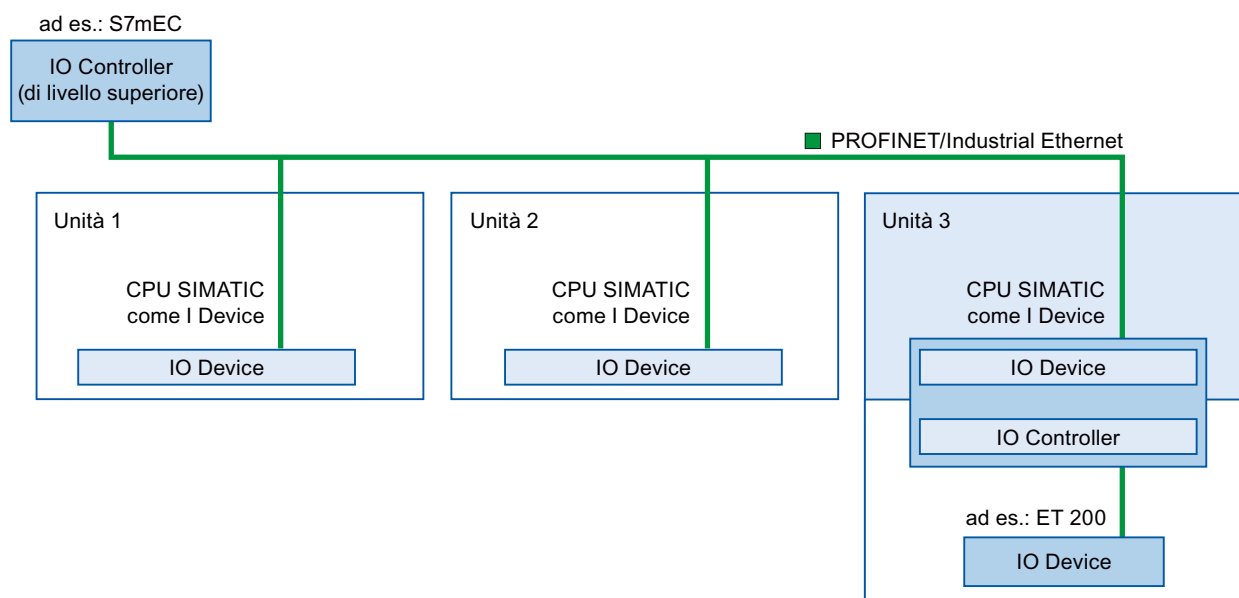 ad es.: S7mEC
IO Controller
(di livello superiore)
PROFINET/Industrial Ethernet
Unità 1
CPU SIMATIC
come I Device
IO Device
Unità 2
CPU SIMATIC
come I Device
IO Device
Unità 3
CPU SIMATIC
come I Device
IO Device
IO Controller
ad es.: ET 200
IO Device